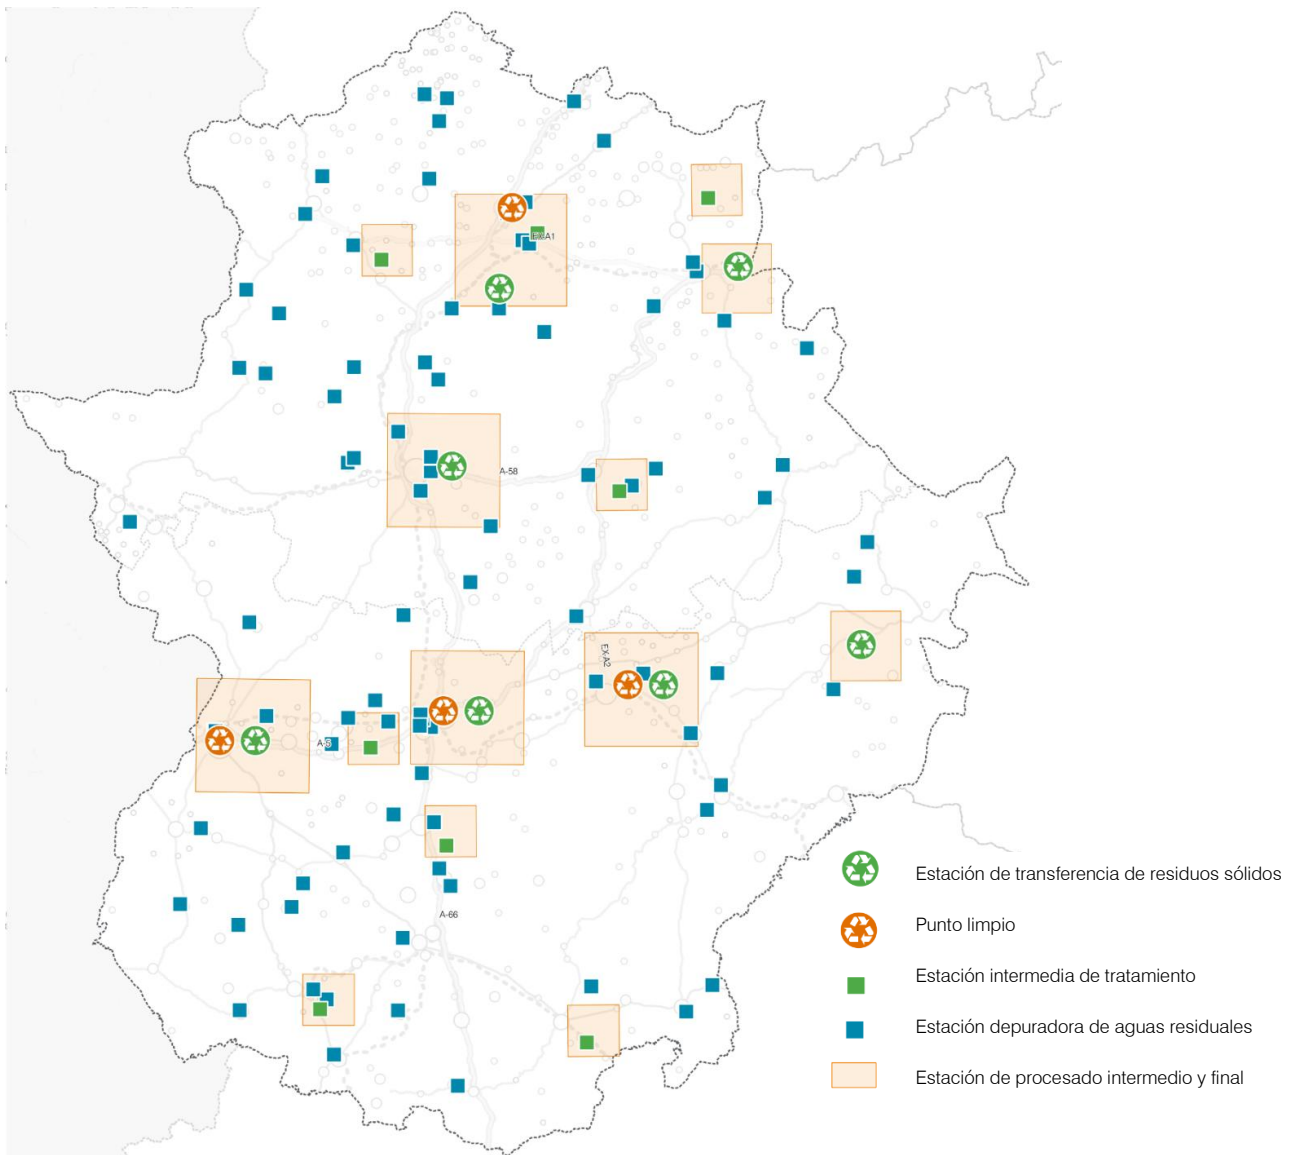 EX-A1
A-58
EX-A2
A-5
A-66
Estación de transferencia de residuos sólidos
Punto limpio
Estación intermedia de tratamiento
Estación depuradora de aguas residuales
Estación de procesado intermedio y final